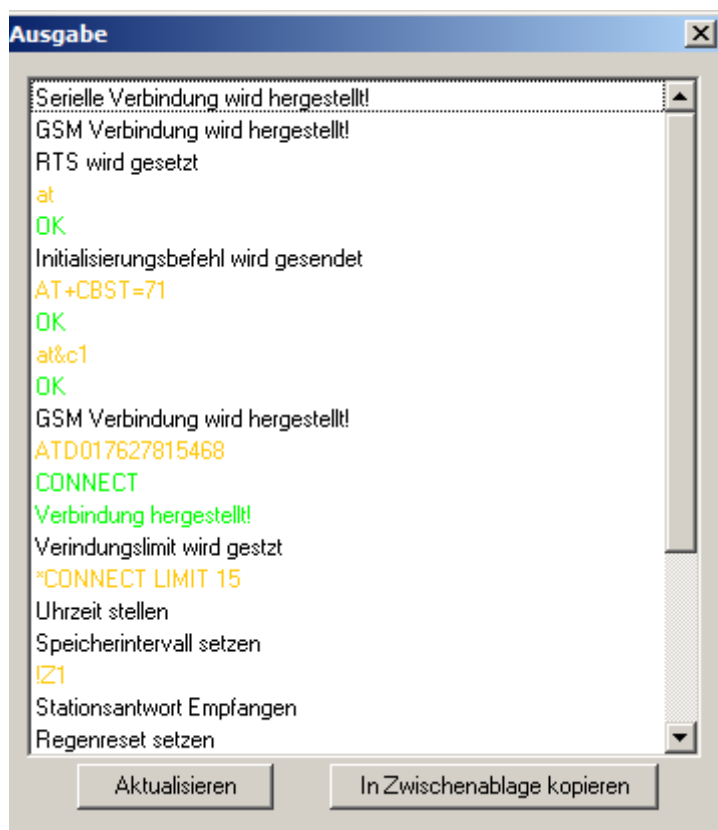 Ausgabe
Serielle Verbindung wird hergestellt!
GSM Verbindung wird hergestellt!
RTS wird gesetzt
at
OK
Initialisierungsbefehl wird gesendet
AT+CBST=71
OK
at&c1
OK
GSM Verbindung wird hergestellt!
ATD017627815468
CONNECT
Verbindung hergestellt!
Verindungslimit wird gestzt
*CONNECT LIMIT 15
Uhrzeit stellen
Speicherintervall setzen
!Z1
Stationsantwort Empfangen
Regenreset setzen
Aktualisieren In Zwischenablage kopieren